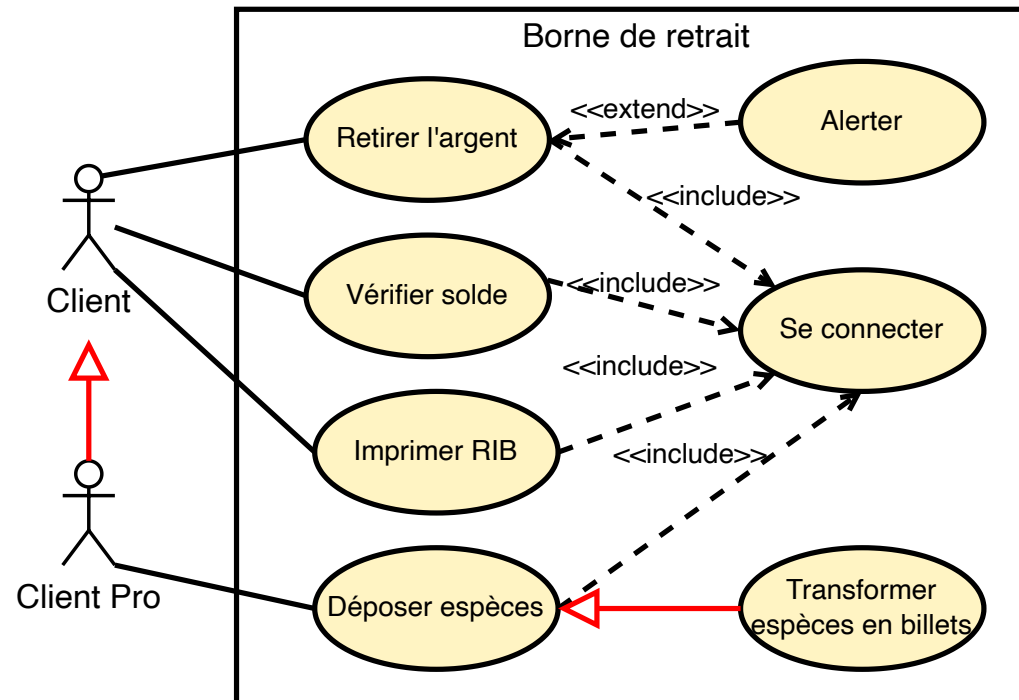 Borne de retrait
Retirer l'argent
<<extend>>
Alerter
<<include>>
Client
Vérifier solde
<<include>>
Se connecter
<<include>>
Imprimer RIB
<<include>>
Client Pro
Déposer espèces
Transformer
espèces en billets